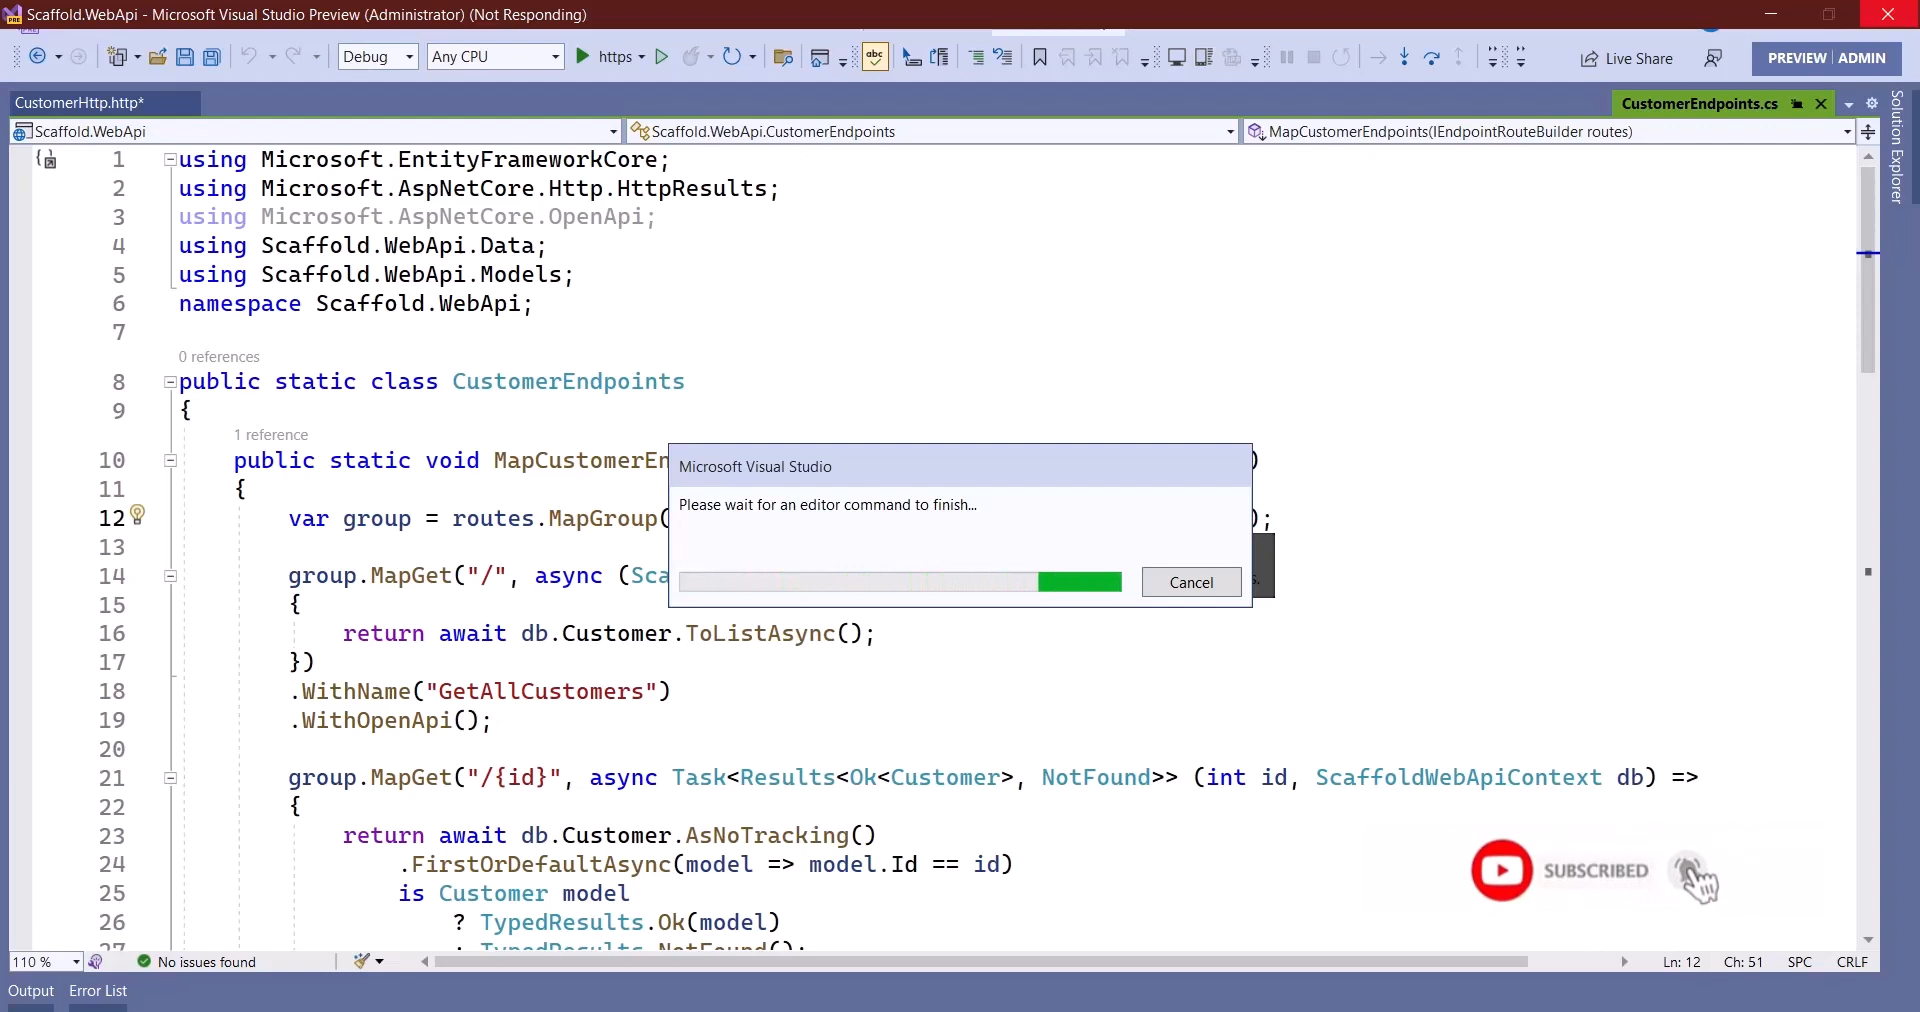 Scaffold.WebApi - Microsoft Visual Studio Preview (Administrator) (Not Responding)
Debug Any CPU https Live Share PREVIEW ADMIN
CustomerHttp.http* CustomerEndpoints.cs
Scaffold.WebApi Scaffold.WebApi.CustomerEndpoints MapCustomerEndpoints(IEndpointRouteBuilder routes)
Solution Explorer
1 using Microsoft.EntityFrameworkCore;
2 using Microsoft.AspNetCore.Http.HttpResults;
3 using Microsoft.AspNetCore.OpenApi;
4 using Scaffold.WebApi.Data;
5 using Scaffold.WebApi.Models;
6 namespace Scaffold.WebApi;
7
0 references
8 public static class CustomerEndpoints
9 {
1 reference
10 public static void MapCustomerEn )
11 {
12 var group = routes.MapGroup( );
13
14 group.MapGet("/", async (Sca
15 {
16 return await db.Customer.ToListAsync();
17 })
18 .WithName("GetAllCustomers")
19 .WithOpenApi();
20
21 group.MapGet("/{id}", async Task<Results<Ok<Customer>, NotFound>> (int id, ScaffoldWebApiContext db) =>
22 {
23 return await db.Customer.AsNoTracking()
24 .FirstOrDefaultAsync(model => model.Id == id)
25 is Customer model
26 ? TypedResults.Ok(model)
27 : TypedResults.NotFound();
Microsoft Visual Studio
Please wait for an editor command to finish...
Cancel
SUBSCRIBED
110 % No issues found Ln: 12 Ch: 51 SPC CRLF
Output Error List